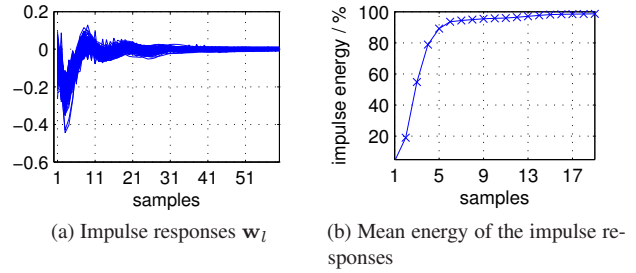 0.2
0
−0.2
−0.4
−0.6
1 11 21 31 41 51
samples
(a) Impulse responses w_l
impulse energy / %
100
80
60
40
20
1 5 9 13 17
samples
(b) Mean energy of the impulse re-
sponses